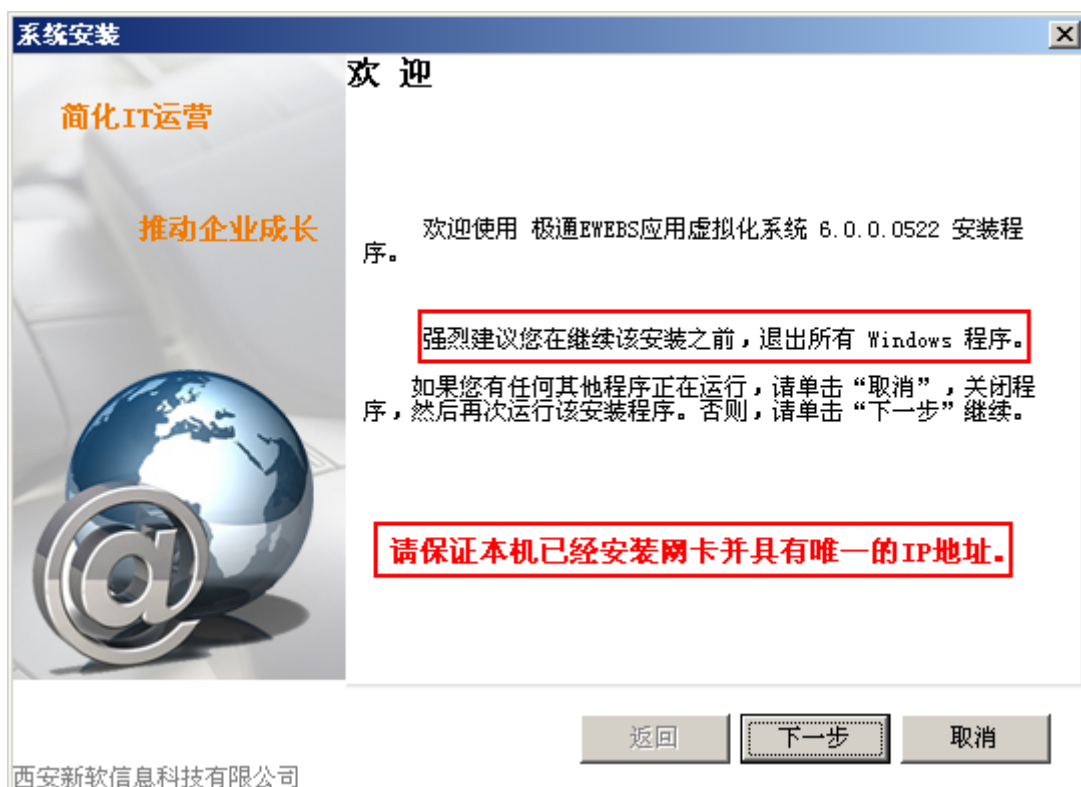 系统安装
简化IT运营
推动企业成长
欢 迎
欢迎使用 极通EWEBS应用虚拟化系统 6.0.0.0522 安装程
序。
强烈建议您在继续该安装之前，退出所有 Windows 程序。
如果您有任何其他程序正在运行，请单击“取消”，关闭程
序，然后再次运行该安装程序。否则，请单击“下一步”继续。
请保证本机已经安装网卡并具有唯一的IP地址。
返回
下一步
取消
西安新软信息科技有限公司